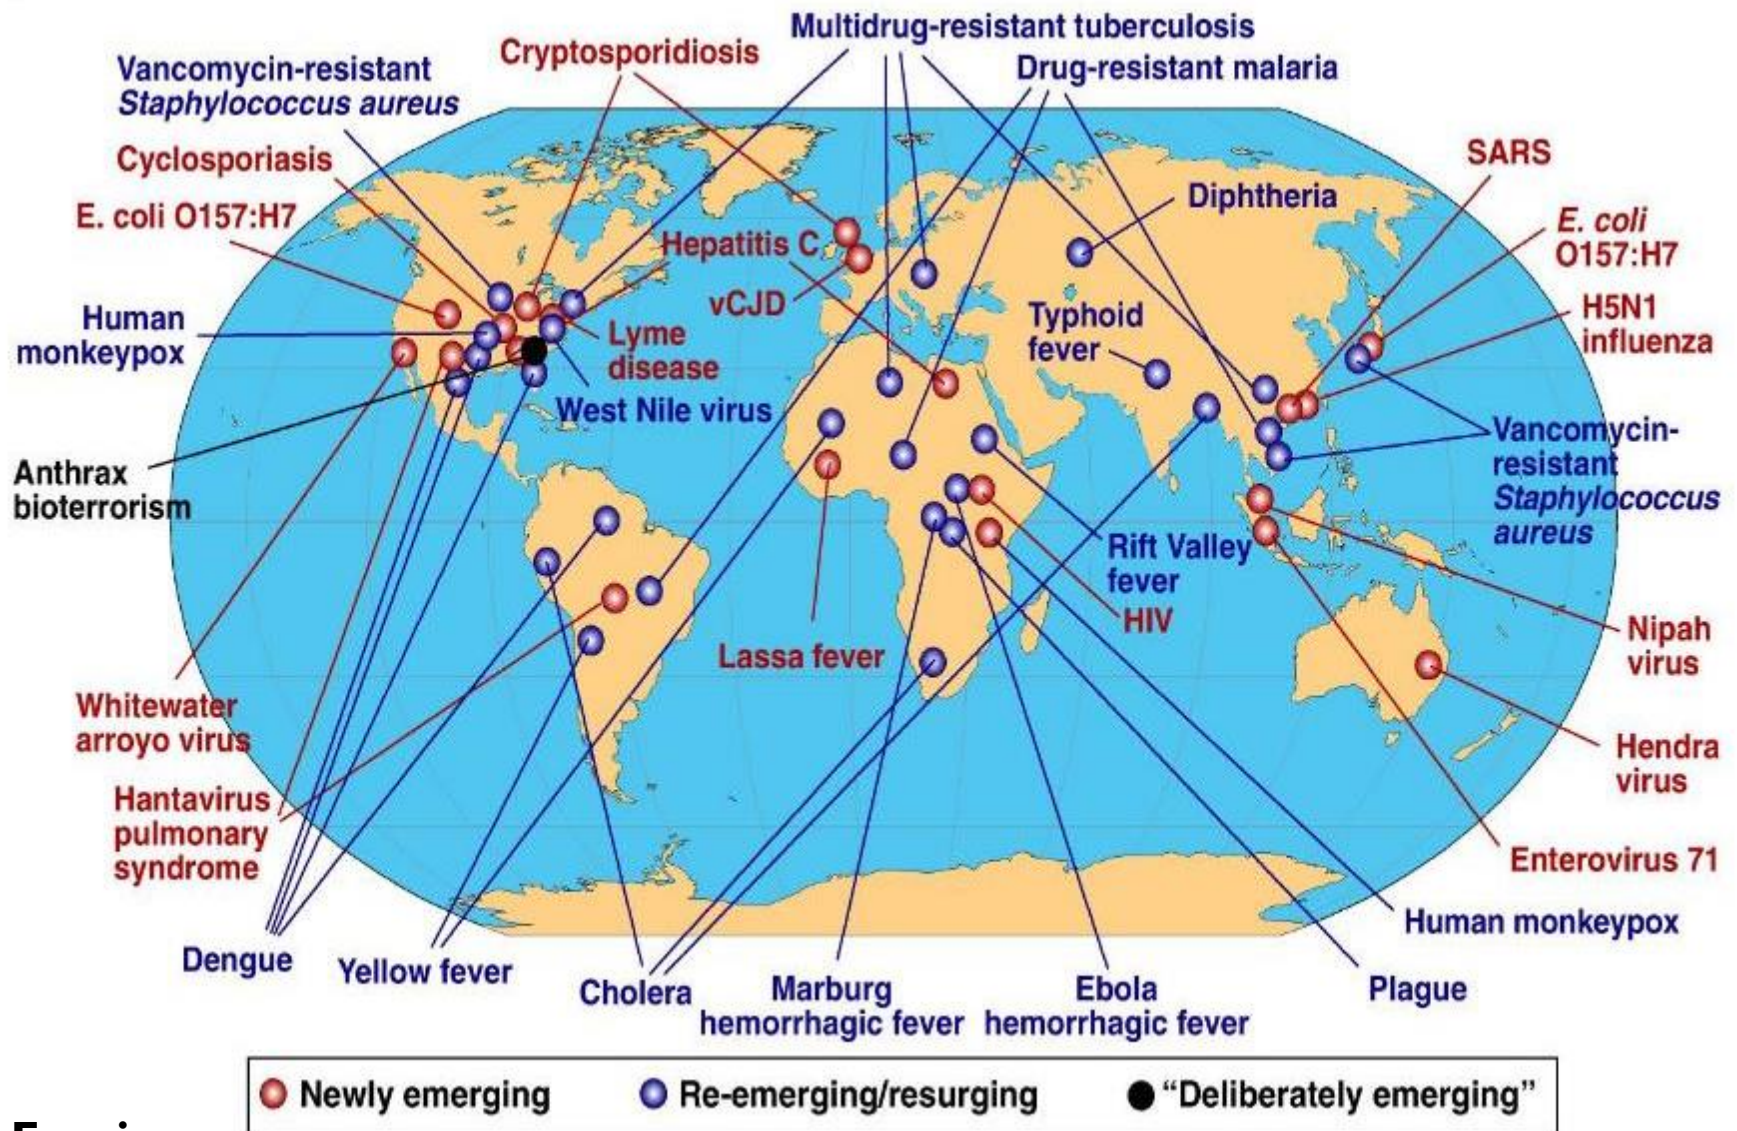 Multidrug-resistant tuberculosis
Cryptosporidiosis
Drug-resistant malaria
Vancomycin-resistant
Staphylococcus aureus
Cyclosporiasis
SARS
Diphtheria
E. coli O157:H7
E. coli
O157:H7
Hepatitis C
vCJD
H5N1
influenza
Human
monkeypox
Typhoid
fever
Lyme
disease
West Nile virus
Vancomycin-
resistant
Staphylococcus
aureus
Anthrax
bioterrorism
Rift Valley
fever
HIV
Nipah
virus
Lassa fever
Whitewater
arroyo virus
Hendra
virus
Hantavirus
pulmonary
syndrome
Enterovirus 71
Human monkeypox
Dengue
Yellow fever
Cholera
Marburg
hemorrhagic fever
Ebola
hemorrhagic fever
Plague
Newly emerging
Re-emerging/resurging
“Deliberately emerging”